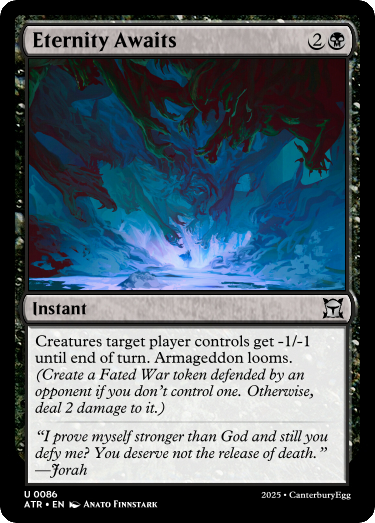 Eternity Awaits 2
Instant
Creatures target player controls get -1/-1
until end of turn. Armageddon looms.
(Create a Fated War token defended by an
opponent if you don't control one. Otherwise,
deal 2 damage to it.)
“I prove myself stronger than God and still you
defy me? You deserve not the release of death.”
—Jorah
U 0086
ATR • EN ANATO FINNSTARK
2025 • CanterburyEgg